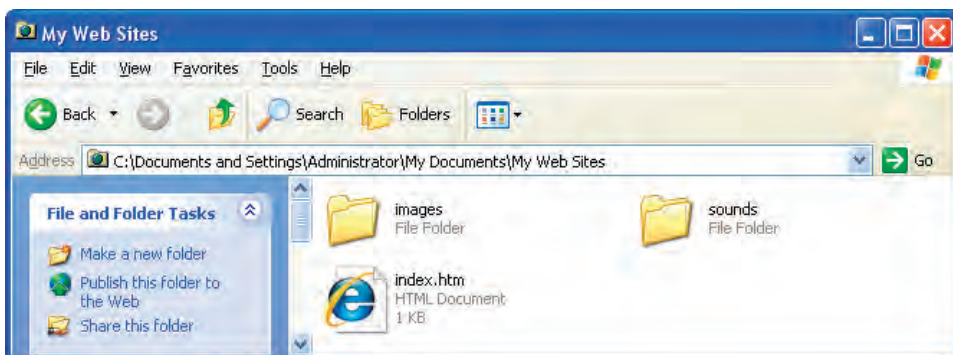 My Web Sites
File Edit View Favorites Tools Help
Back Search Folders
Address C:\Documents and Settings\Administrator\My Documents\My Web Sites Go
File and Folder Tasks
Make a new folder
Publish this folder to
the Web
Share this folder
images
File Folder
sounds
File Folder
index.htm
HTML Document
1 KB